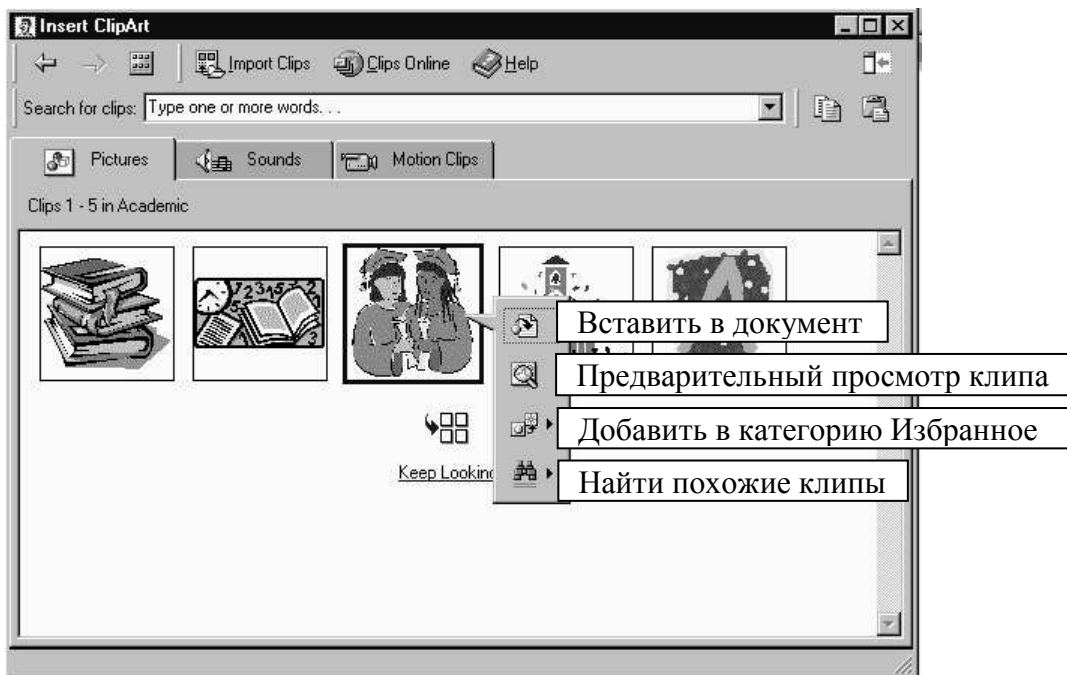 Insert ClipArt
Import Clips Clips Online Help
Search for clips: Type one or more words. . .
Pictures Sounds Motion Clips
Clips 1 - 5 in Academic
Вставить в документ
Предварительный просмотр клипа
Добавить в категорию Избранное
Keep Looking
Найти похожие клипы